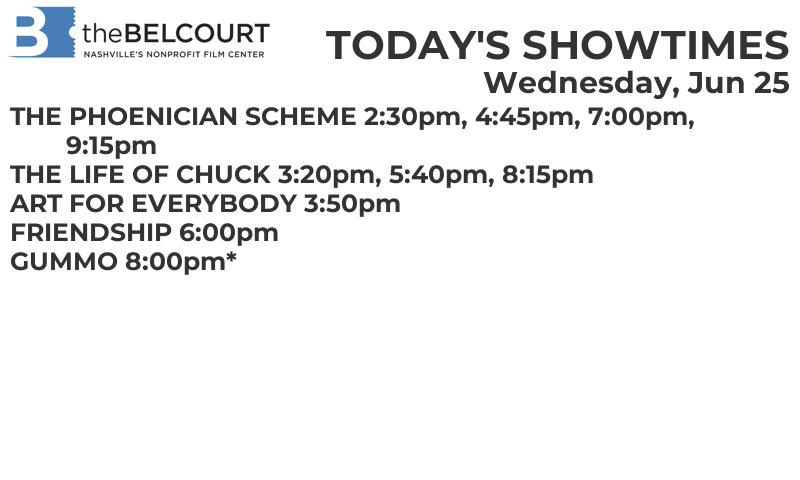 B theBELCOURT
NASHVILLE'S NONPROFIT FILM CENTER
TODAY'S SHOWTIMES
Wednesday, Jun 25
THE PHOENICIAN SCHEME 2:30pm, 4:45pm, 7:00pm,
9:15pm
THE LIFE OF CHUCK 3:20pm, 5:40pm, 8:15pm
ART FOR EVERYBODY 3:50pm
FRIENDSHIP 6:00pm
GUMMO 8:00pm*